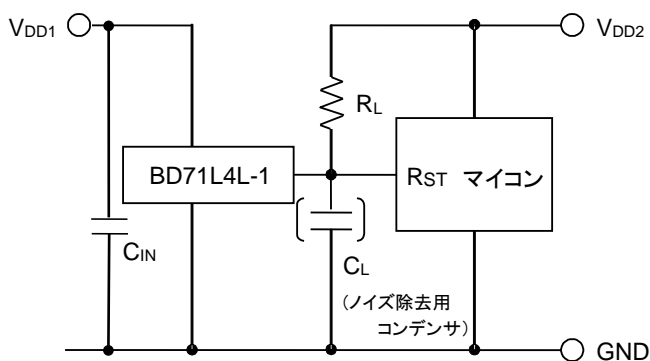 VDD1
VDD2
RL
BD71L4L-1
RST マイコン
CIN
CL
(ノイズ除去用
コンデンサ)
GND